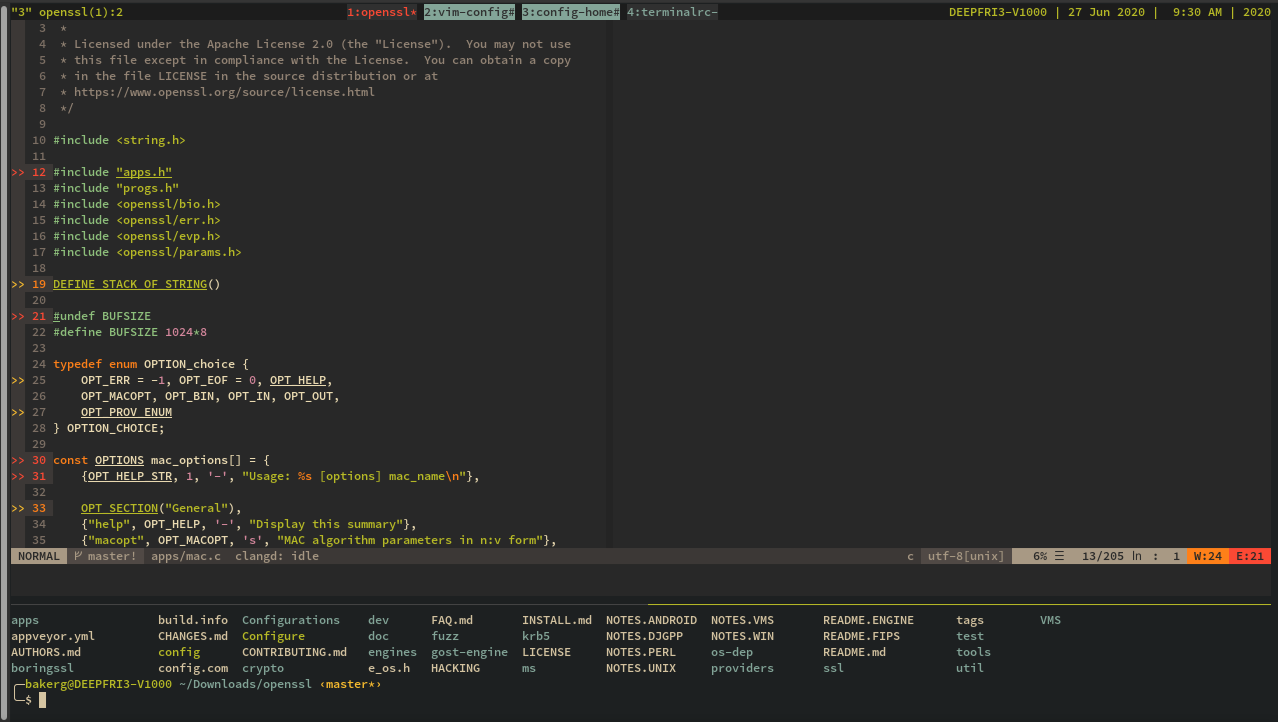 "3" openssl(1):2 1:openssl* 2:vim-config# 3:config-home# 4:terminalrc- DEEPFRI3-V1000 | 27 Jun 2020 | 9:30 AM | 2020
3  *
4  * Licensed under the Apache License 2.0 (the "License").  You may not use
5  * this file except in compliance with the License.  You can obtain a copy
6  * in the file LICENSE in the source distribution or at
7  * https://www.openssl.org/source/license.html
8  */
9
10 #include <string.h>
11
>> 12 #include "apps.h"
13 #include "progs.h"
14 #include <openssl/bio.h>
15 #include <openssl/err.h>
16 #include <openssl/evp.h>
17 #include <openssl/params.h>
18
>> 19 DEFINE_STACK_OF_STRING()
20
>> 21 #undef BUFSIZE
22 #define BUFSIZE 1024*8
23
24 typedef enum OPTION_choice {
>> 25     OPT_ERR = -1, OPT_EOF = 0, OPT_HELP,
26     OPT_MACOPT, OPT_BIN, OPT_IN, OPT_OUT,
>> 27     OPT_PROV_ENUM
28 } OPTION_CHOICE;
29
>> 30 const OPTIONS mac_options[] = {
>> 31     {OPT_HELP_STR, 1, '-', "Usage: %s [options] mac_name\n"},
32
>> 33     OPT_SECTION("General"),
34     {"help", OPT_HELP, '-', "Display this summary"},
35     {"macopt", OPT_MACOPT, 's', "MAC algorithm parameters in n:v form"},
NORMAL master! apps/mac.c clangd: idle c utf-8[unix] 6% ☰ 13/205 ln : 1 W:24 E:21
apps build.info Configurations dev FAQ.md INSTALL.md NOTES.ANDROID NOTES.VMS README.ENGINE tags VMS
appveyor.yml CHANGES.md Configure doc fuzz krb5 NOTES.DJGPP NOTES.WIN README.FIPS test
AUTHORS.md config CONTRIBUTING.md engines gost-engine LICENSE NOTES.PERL os-dep README.md tools
boringssl config.com crypto e_os.h HACKING ms NOTES.UNIX providers ssl util
╭─bakerg@DEEPFRI3-V1000 ~/Downloads/openssl ‹master*›
╰─$